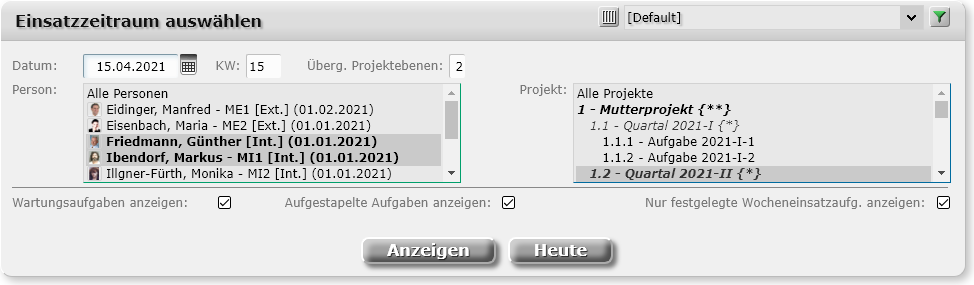 Einsatzzeitraum auswählen
[Default]
Datum: 15.04.2021 KW: 15 Überg. Projektebenen: 2
Person:
Alle Personen
Eidinger, Manfred - ME1 [Ext.] (01.02.2021)
Eisenbach, Maria - ME2 [Ext.] (01.01.2021)
Friedmann, Günther [Int.] (01.01.2021)
Ibendorf, Markus - MI1 [Int.] (01.01.2021)
Illgner-Fürth, Monika - MI2 [Int.] (01.01.2021)
Projekt:
Alle Projekte
1 - Mutterprojekt {**}
1.1 - Quartal 2021-I {*}
1.1.1 - Aufgabe 2021-I-1
1.1.2 - Aufgabe 2021-I-2
1.2 - Quartal 2021-II {*}
Wartungsaufgaben anzeigen: Aufgestapelte Aufgaben anzeigen: Nur festgelegte Wocheneinsatzaufg. anzeigen:
Anzeigen Heute